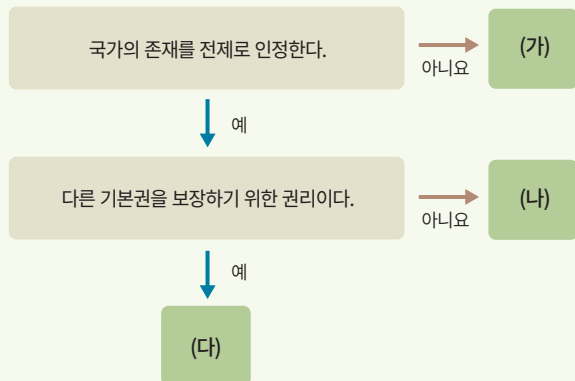 국가의 존재를 전제로 인정한다.
아니요
(가)
예
다른 기본권을 보장하기 위한 권리이다.
아니요
(나)
예
(다)